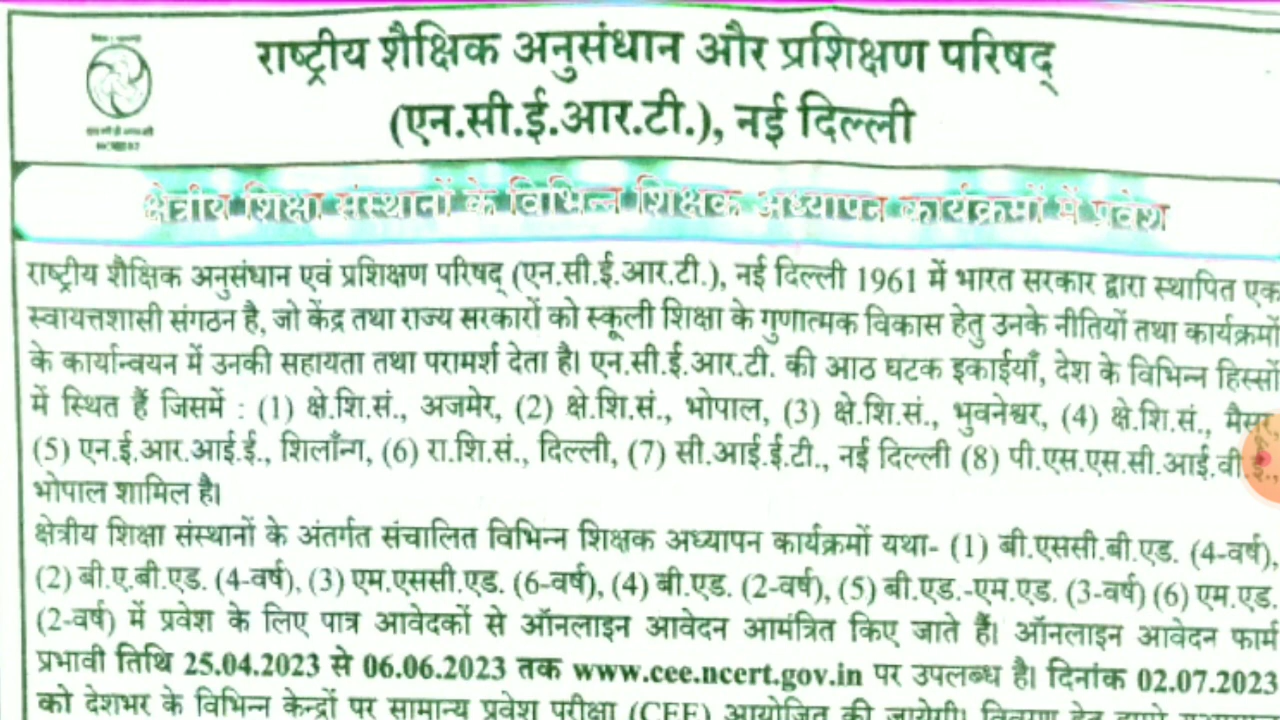 राष्ट्रीय शैक्षिक अनुसंधान और प्रशिक्षण परिषद्
(एन.सी.ई.आर.टी.), नई दिल्ली
क्षेत्रीय शिक्षा संस्थानों के विभिन्न शिक्षक अध्यापन कार्यक्रमों में प्रवेश
राष्ट्रीय शैक्षिक अनुसंधान एवं प्रशिक्षण परिषद् (एन.सी.ई.आर.टी.), नई दिल्ली 1961 में भारत सरकार द्वारा स्थापित एक
स्वायत्तशासी संगठन है, जो केंद्र तथा राज्य सरकारों को स्कूली शिक्षा के गुणात्मक विकास हेतु उनके नीतियों तथा कार्यक्रमों
के कार्यान्वयन में उनकी सहायता तथा परामर्श देता है। एन.सी.ई.आर.टी. की आठ घटक इकाईयाँ, देश के विभिन्न हिस्सों
में स्थित हैं जिसमें : (1) क्षे.शि.सं., अजमेर, (2) क्षे.शि.सं., भोपाल, (3) क्षे.शि.सं., भुवनेश्वर, (4) क्षे.शि.सं., मैसूर,
(5) एन.ई.आर.आई.ई., शिलाँन्ग, (6) रा.शि.सं., दिल्ली, (7) सी.आई.ई.टी., नई दिल्ली (8) पी.एस.एस.सी.आई.वी.ई.,
भोपाल शामिल है।
क्षेत्रीय शिक्षा संस्थानों के अंतर्गत संचालित विभिन्न शिक्षक अध्यापन कार्यक्रमों यथा- (1) बी.एससी.बी.एड. (4-वर्ष),
(2) बी.ए.बी.एड. (4-वर्ष), (3) एम.एससी.एड. (6-वर्ष), (4) बी.एड. (2-वर्ष), (5) बी.एड.-एम.एड. (3-वर्ष) (6) एम.एड.
(2-वर्ष) में प्रवेश के लिए पात्र आवेदकों से ऑनलाइन आवेदन आमंत्रित किए जाते हैं। ऑनलाइन आवेदन फार्म
प्रभावी तिथि 25.04.2023 से 06.06.2023 तक www.cee.ncert.gov.in पर उपलब्ध है। दिनांक 02.07.2023
को देशभर के विभिन्न केन्द्रों पर सामान्य प्रवेश परीक्षा (CEE) आयोजित की जायेगी।